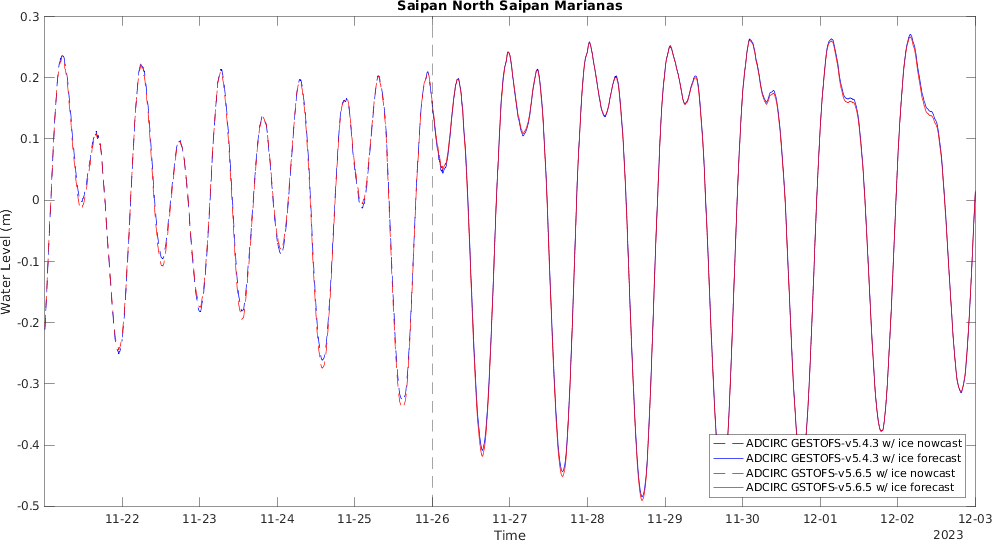 Saipan North Saipan Marianas
0.3
0.2
0.1
0
-0.1
-0.2
-0.3
-0.4
-0.5
Water Level (m)
ADCIRC GESTOFS-v5.4.3 w/ ice nowcast
ADCIRC GESTOFS-v5.4.3 w/ ice forecast
ADCIRC GSTOFS-v5.6.5 w/ ice nowcast
ADCIRC GSTOFS-v5.6.5 w/ ice forecast
11-22 11-23 11-24 11-25 11-26 11-27 11-28 11-29 11-30 12-01 12-02 12-03
Time
2023